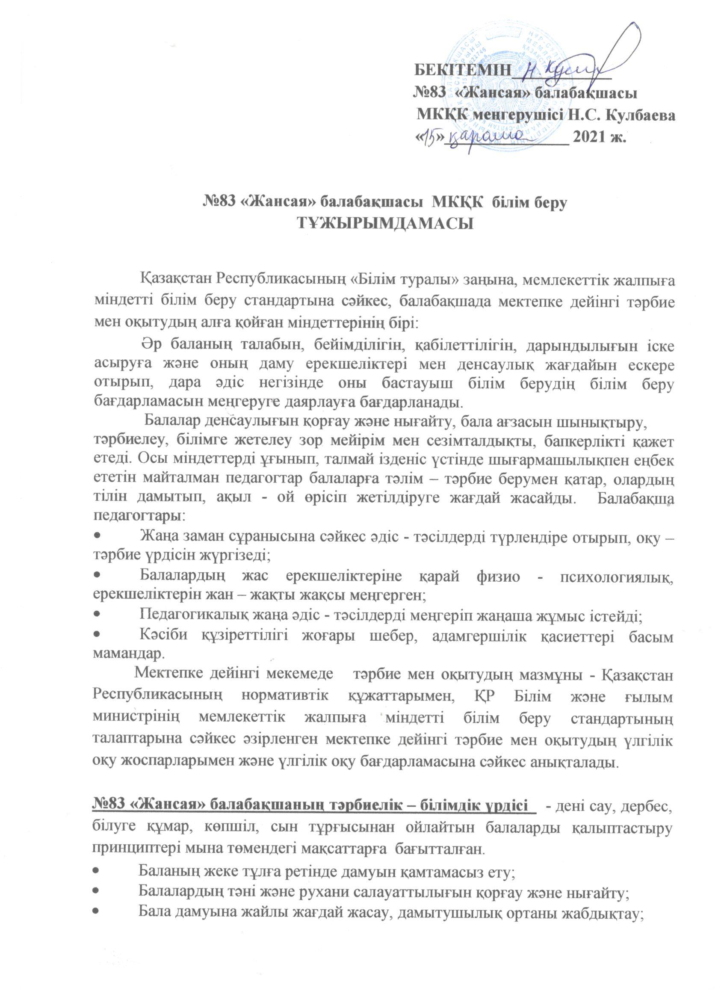 БЕКІТЕМІН____________
№83 «Жансая» балабақшасы
МКҚК меңгерушісі Н.С. Кулбаева
«15» қараша 2021 ж.
№83 «Жансая» балабақшасы МКҚК білім беру
ТҰЖЫРЫМДАМАСЫ
Қазақстан Республикасының «Білім туралы» заңына, мемлекеттік жалпыға
міндетті білім беру стандартына сәйкес, балабақшада мектепке дейінгі тәрбие
мен оқытудың алға қойған міндеттерінің бірі:
Әр баланың талабын, бейімділігін, қабілеттілігін, дарындылығын іске
асыруға және оның даму ерекшеліктері мен денсаулық жағдайын ескере
отырып, дара әдіс негізінде оны бастауыш білім берудің білім беру
бағдарламасын меңгеруге даярлауға бағдарланады.
Балалар денсаулығын қорғау және нығайту, бала ағзасын шынықтыру,
тәрбиелеу, білімге жетелеу зор мейірім мен сезімталдықты, бапкерлікті қажет
етеді. Осы міндеттерді ұғынып, талмай ізденіс үстінде шығармашылықпен еңбек
ететін майталман педагогтар балаларға тәлім – тәрбие берумен қатар, олардың
тілін дамытып, ақыл - ой өрісіп жетілдіруге жағдай жасайды. Балабақша
педагогтары:
• Жаңа заман сұранысына сәйкес әдіс - тәсілдерді түрлендіре отырып, оқу –
тәрбие үрдісін жүргізеді;
• Балалардың жас ерекшеліктеріне қарай физио - психологиялық,
ерекшеліктерін жан – жақты жақсы меңгерген;
• Педагогикалық жаңа әдіс - тәсілдерді меңгеріп жаңаша жұмыс істейді;
• Кәсіби құзіреттілігі жоғары шебер, адамгершілік қасиеттері басым
мамандар.
Мектепке дейінгі мекемеде тәрбие мен оқытудың мазмұны - Қазақстан
Республикасының нормативтік құжаттарымен, ҚР Білім және ғылым
министрінің мемлекеттік жалпыға міндетті білім беру стандартының
талаптарына сәйкес әзірленген мектепке дейінгі тәрбие мен оқытудың үлгілік
оқу жоспарларымен және үлгілік оқу бағдарламасына сәйкес анықталады.
№83 «Жансая» балабақшаның тәрбиелік – білімдік үрдісі - дені сау, дербес,
білуге құмар, көпшіл, сын тұрғысынан ойлайтын балаларды қалыптастыру
принциптері мына төмендегі мақсаттарға бағытталған.
• Баланың жеке тұлға ретінде дамуын қамтамасыз ету;
• Балалардың тәні және рухани салауаттылығын қорғау және нығайту;
• Бала дамуына жайлы жағдай жасау, дамытушылық ортаны жабдықтау;